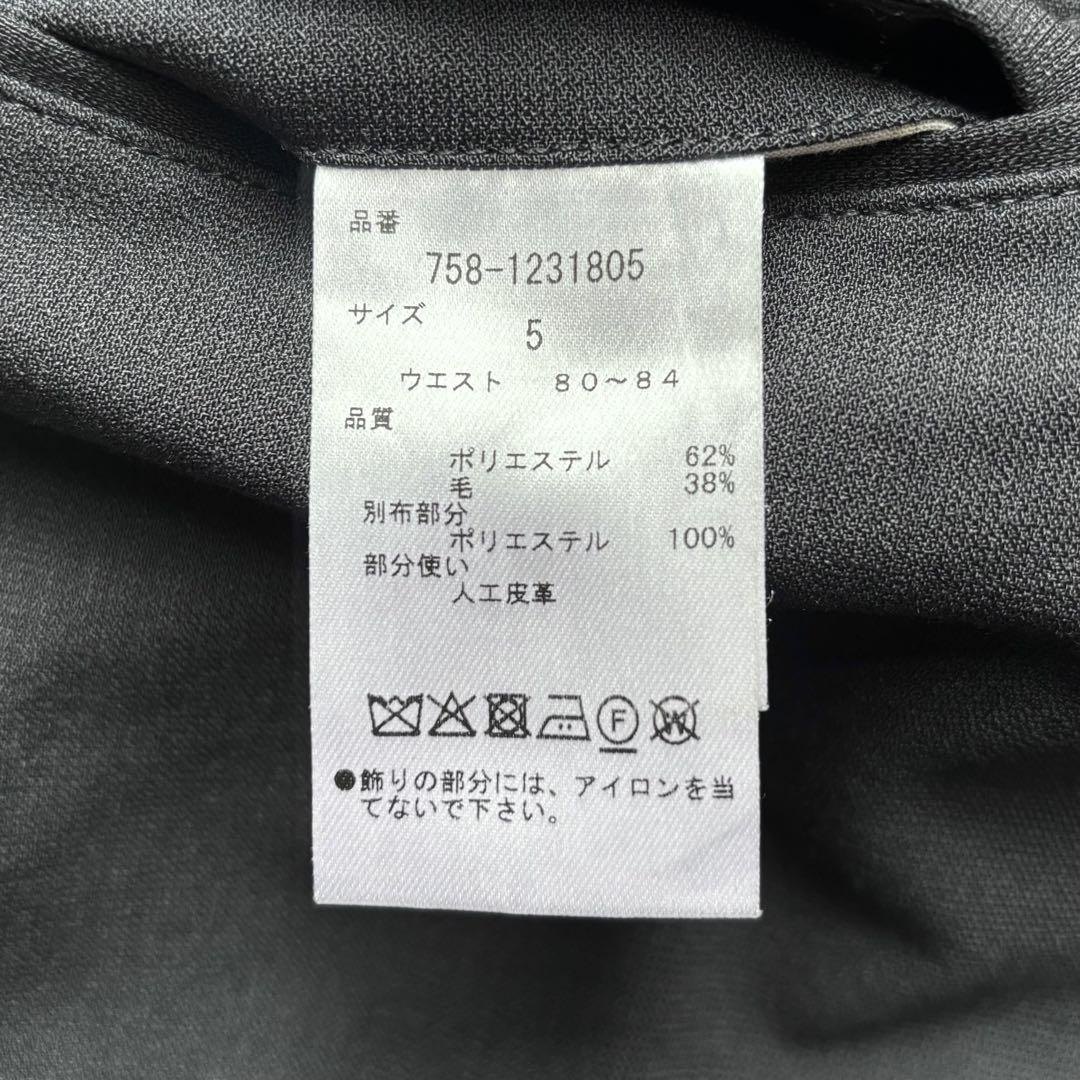 品番
758-1231805
サイズ
5
ウエスト 80～84
品質
ポリエステル 62%
毛 38%
別布部分
ポリエステル 100%
部分使い
人工皮革
F W
●飾りの部分には、アイロンを当
てないで下さい。